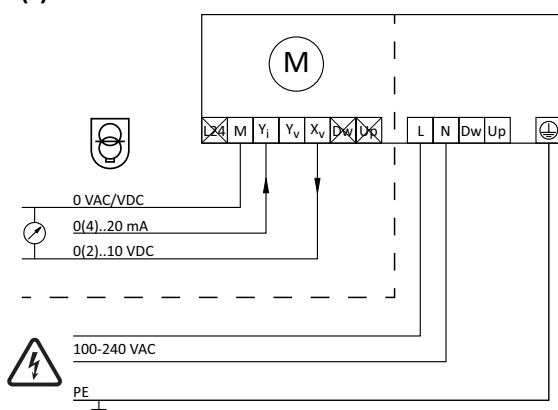 M
L24 M Yi Yv Xv Dw Up L N Dw Up
0 VAC/VDC
0(4)..20 mA
0(2)..10 VDC
100-240 VAC
PE